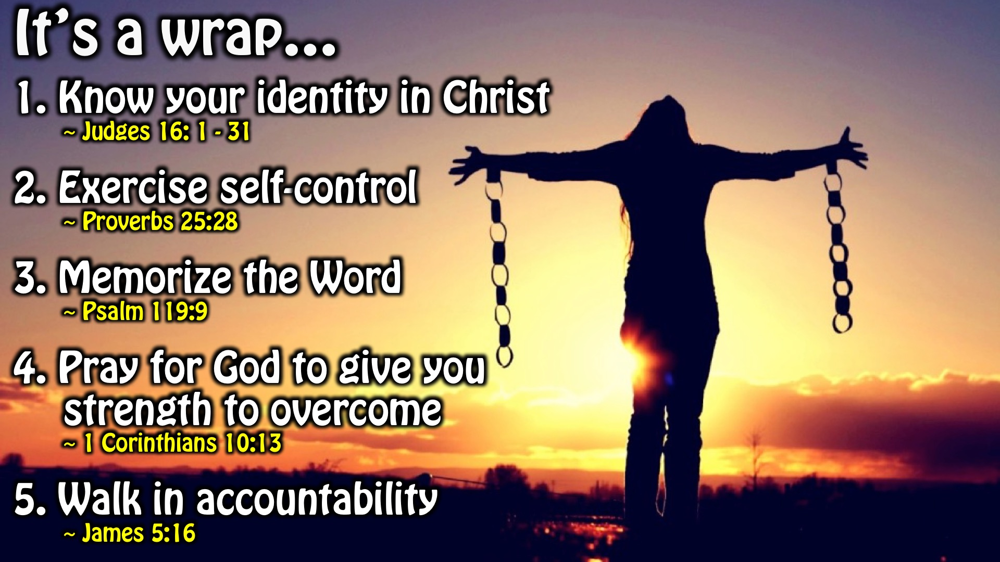 It's a wrap...
1. Know your identity in Christ
~ Judges 16: 1 - 31
2. Exercise self-control
~ Proverbs 25:28
3. Memorize the Word
~ Psalm 119:9
4. Pray for God to give you
strength to overcome
~ 1 Corinthians 10:13
5. Walk in accountability
~ James 5:16